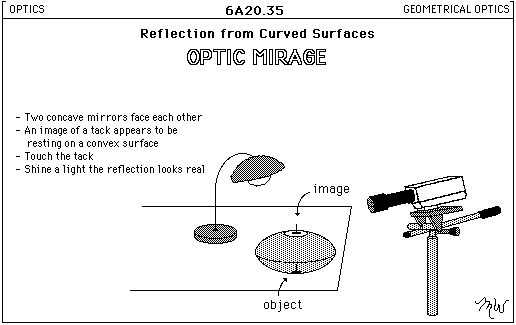 OPTICS
6A20.35
GEOMETRICAL OPTICS
Reflection from Curved Surfaces
OPTIC MIRAGE
- Two concave mirrors face each other
- An image of a tack appears to be
resting on a convex surface
- Touch the tack
- Shine a light the reflection looks real
image
object